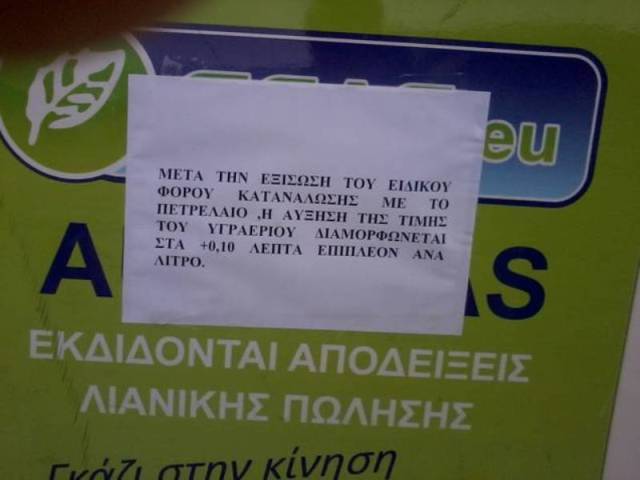 eu
ΜΕΤΑ ΤΗΝ ΕΞΙΣΩΣΗ ΤΟΥ ΕΙΔΙΚΟΥ
ΦΟΡΟΥ ΚΑΤΑΝΑΛΩΣΗΣ ΜΕ ΤΟ
ΠΕΤΡΕΛΑΙΟ ,Η ΑΥΞΗΣΗ ΤΗΣ ΤΙΜΗΣ
ΤΟΥ ΥΓΡΑΕΡΙΟΥ ΔΙΑΜΟΡΦΩΝΕΤΑΙ
ΣΤΑ +0,10 ΛΕΠΤΑ ΕΠΙΠΛΕΟΝ ΑΝΑ
ΛΙΤΡΟ.
A AS
ΕΚΔΙΔΟΝΤΑΙ ΑΠΟΔΕΙΞΕΙΣ
ΛΙΑΝΙΚΗΣ ΠΩΛΗΣΗΣ
Γκάζι στην κίνηση